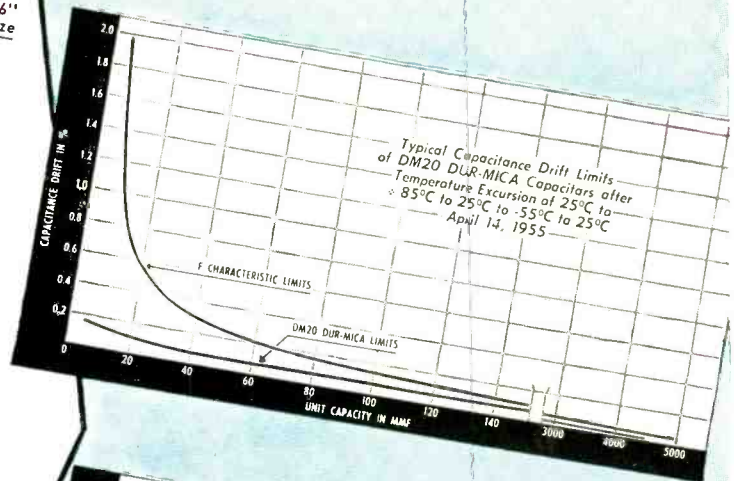 6"
ze
2.0
1.8
1.6
1.4
1.2
1.0
0.8
0.6
0.4
0.2
0
CAPACITANCE DRIFT IN %
Typical Capacitance Drift Limits
of DM20 DUR-MICA Capacitars after
Temperature Excursion of 25°C to
+ 85°C to 25°C to -55°C to 25°C
April 14, 1955
F CHARACTERISTIC LIMITS
DM20 DUR-MICA LIMITS
20 40 60 80 100 120 140 3000 4000 5000
UNIT CAPACITY IN MMF